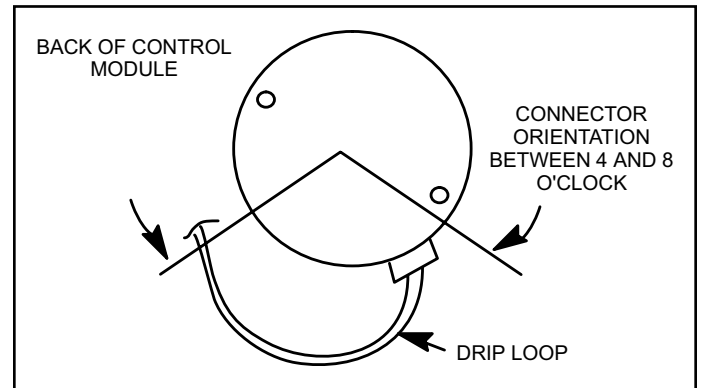 BACK OF CONTROL
MODULE
CONNECTOR
ORIENTATION
BETWEEN 4 AND 8
O'CLOCK
DRIP LOOP